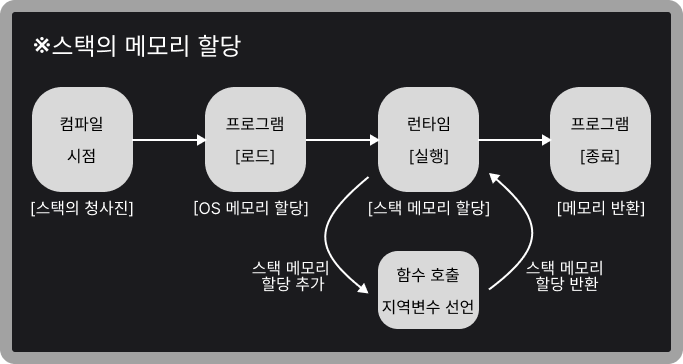 ※스택의 메모리 할당
컴파일
시점
프로그램
[로드]
런타임
[실행]
프로그램
[종료]
[스택의 청사진]
[OS 메모리 할당]
[스택 메모리 할당]
[메모리 반환]
스택 메모리
할당 추가
함수 호출
지역변수 선언
스택 메모리
할당 반환